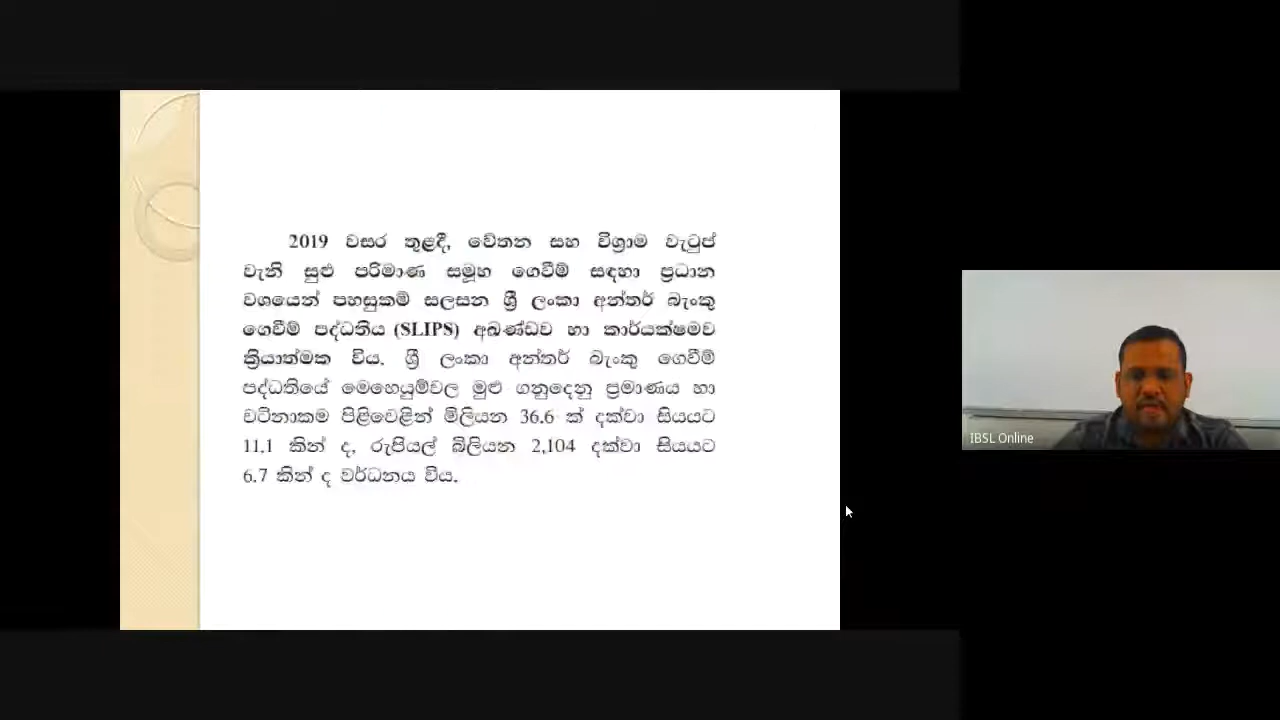 2019 වසර තුළදී, වේතන සහ විශ්‍රාම වැටුප්
වැනි සුළු පරිමාණ සමූහ ගෙවීම් සඳහා ප්‍රධාන
වශයෙන් පහසුකම් සලසන ශ්‍රී ලංකා අන්තර් බැංකු
ගෙවීම් පද්ධතිය (SLIPS) අඛණ්ඩව හා කාර්යක්ෂමව
ක්‍රියාත්මක විය. ශ්‍රී ලංකා අන්තර් බැංකු ගෙවීම්
පද්ධතියේ මෙහෙයුම්වල මුළු ගනුදෙනු ප්‍රමාණය හා
වටිනාකම පිළිවෙළින් මිලියන 36.6 ක් දක්වා සියයට
11.1 කින් ද, රුපියල් බිලියන 2,104 දක්වා සියයට
6.7 කින් ද වර්ධනය විය.
IBSL Online